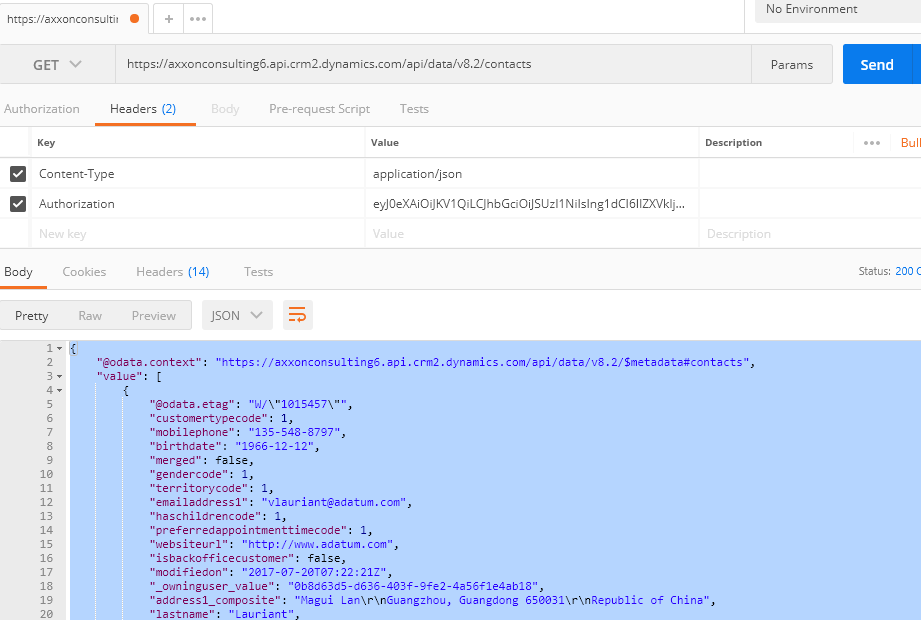 https://axxonconsultin
+
•••
No Environment
GET
https://axxonconsulting6.api.crm2.dynamics.com/api/data/v8.2/contacts
Params
Send
Authorization
Headers (2)
Body
Pre-request Script
Tests
Key Value Description ••• Bul
Content-Type application/json
Authorization
New key Value Description
Body Cookies Headers (14) Tests Status: 200 O
Pretty Raw Preview JSON
1 {
2 "@odata.context": "https://axxonconsulting6.api.crm2.dynamics.com/api/data/v8.2/$metadata#contacts",
3 "value": [
4 {
5 "@odata.etag": "W/\"1015457\"",
6 "customertypecode": 1,
7 "mobilephone": "135-548-8797",
8 "birthdate": "1966-12-12",
9 "merged": false,
10 "gendercode": 1,
11 "territorycode": 1,
12 "emailaddress1": "vlauriant@adatum.com",
13 "haschildrencode": 1,
14 "preferredappointmenttimecode": 1,
15 "websiteurl": "http://www.adatum.com",
16 "isbackofficecustomer": false,
17 "modifiedon": "2017-07-20T07:22:21Z",
18 "_owninguser_value": "0b8d63d5-d636-403f-9fe2-4a56f1e4ab18",
19 "address1_composite": "Magui Lan\r\nGuangzhou, Guangdong 650031\r\nRepublic of China",
20 "lastname": "Lauriant",